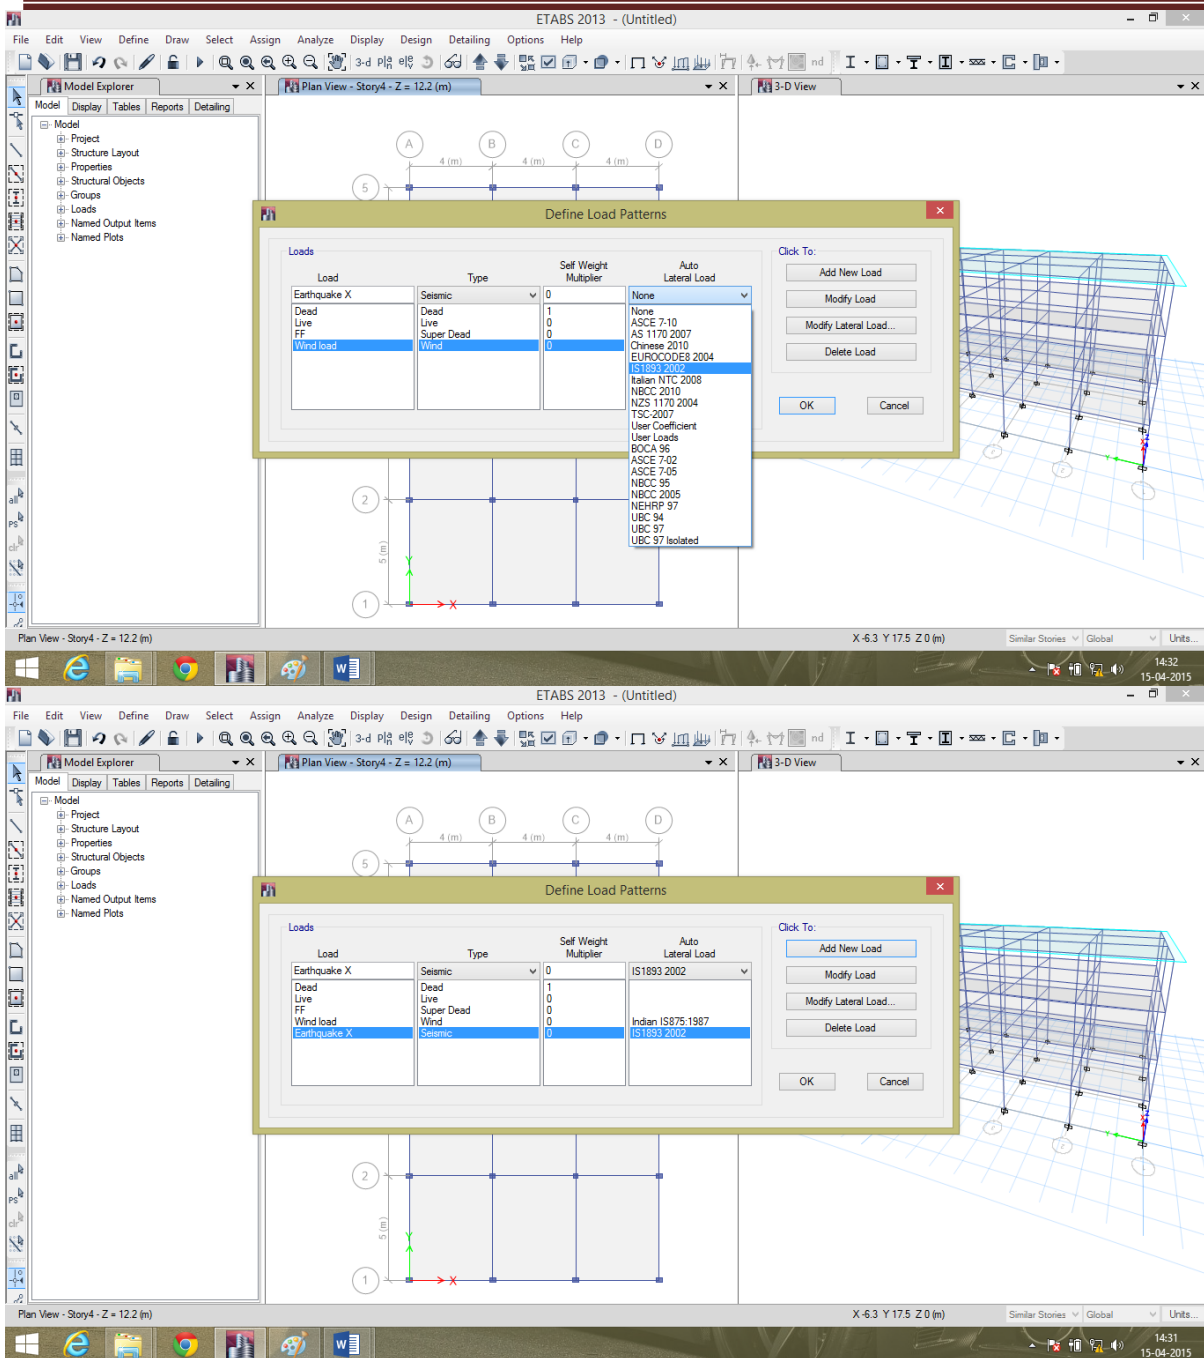 ETABS 2013 - (Untitled)
File Edit View Define Draw Select Assign Analyze Display Design Detailing Options Help
3-d nd
Model Explorer
Plan View - Story4 - Z = 12.2 (m)
3-D View
Model Display Tables Reports Detailing
Model
Project
Structure Layout
Properties
Structural Objects
Groups
Loads
Named Output Items
Named Plots
A B C D
4 (m) 4 (m) 4 (m)
5
Define Load Patterns
Loads
Click To:
Load Type Self Weight Multiplier Auto Lateral Load
Earthquake X Seismic 0 None
Dead Dead 1
Live Live 0
FF Super Dead 0
Wind load Wind 0
None
ASCE 7-10
AS 1170 2007
Chinese 2010
EUROCODE8 2004
IS1893 2002
Italian NTC 2008
NBCC 2010
NZS 1170 2004
TSC-2007
User Coefficient
User Loads
BOCA 96
ASCE 7-02
ASCE 7-05
NBCC 95
NBCC 2005
NEHRP 97
UBC 94
UBC 97
UBC 97 Isolated
Add New Load
Modify Load
Modify Lateral Load...
Delete Load
OK Cancel
2
5 (m)
Y
1
X
all
PS
clr
Plan View - Story4 - Z = 12.2 (m)
X -6.3 Y 17.5 Z 0 (m)
Similar Stories Global Units...
14:32
15-04-2015
ETABS 2013 - (Untitled)
File Edit View Define Draw Select Assign Analyze Display Design Detailing Options Help
3-d nd
Model Explorer
Plan View - Story4 - Z = 12.2 (m)
3-D View
Model Display Tables Reports Detailing
Model
Project
Structure Layout
Properties
Structural Objects
Groups
Loads
Named Output Items
Named Plots
A B C D
4 (m) 4 (m) 4 (m)
5
Define Load Patterns
Loads
Click To:
Load Type Self Weight Multiplier Auto Lateral Load
Earthquake X Seismic 0 IS1893 2002
Dead Dead 1
Live Live 0
FF Super Dead 0
Wind load Wind 0 Indian IS875:1987
Earthquake X Seismic 0 IS1893 2002
Add New Load
Modify Load
Modify Lateral Load...
Delete Load
OK Cancel
2
5 (m)
Y
1
X
all
PS
clr
Plan View - Story4 - Z = 12.2 (m)
X -6.3 Y 17.5 Z 0 (m)
Similar Stories Global Units...
14:31
15-04-2015